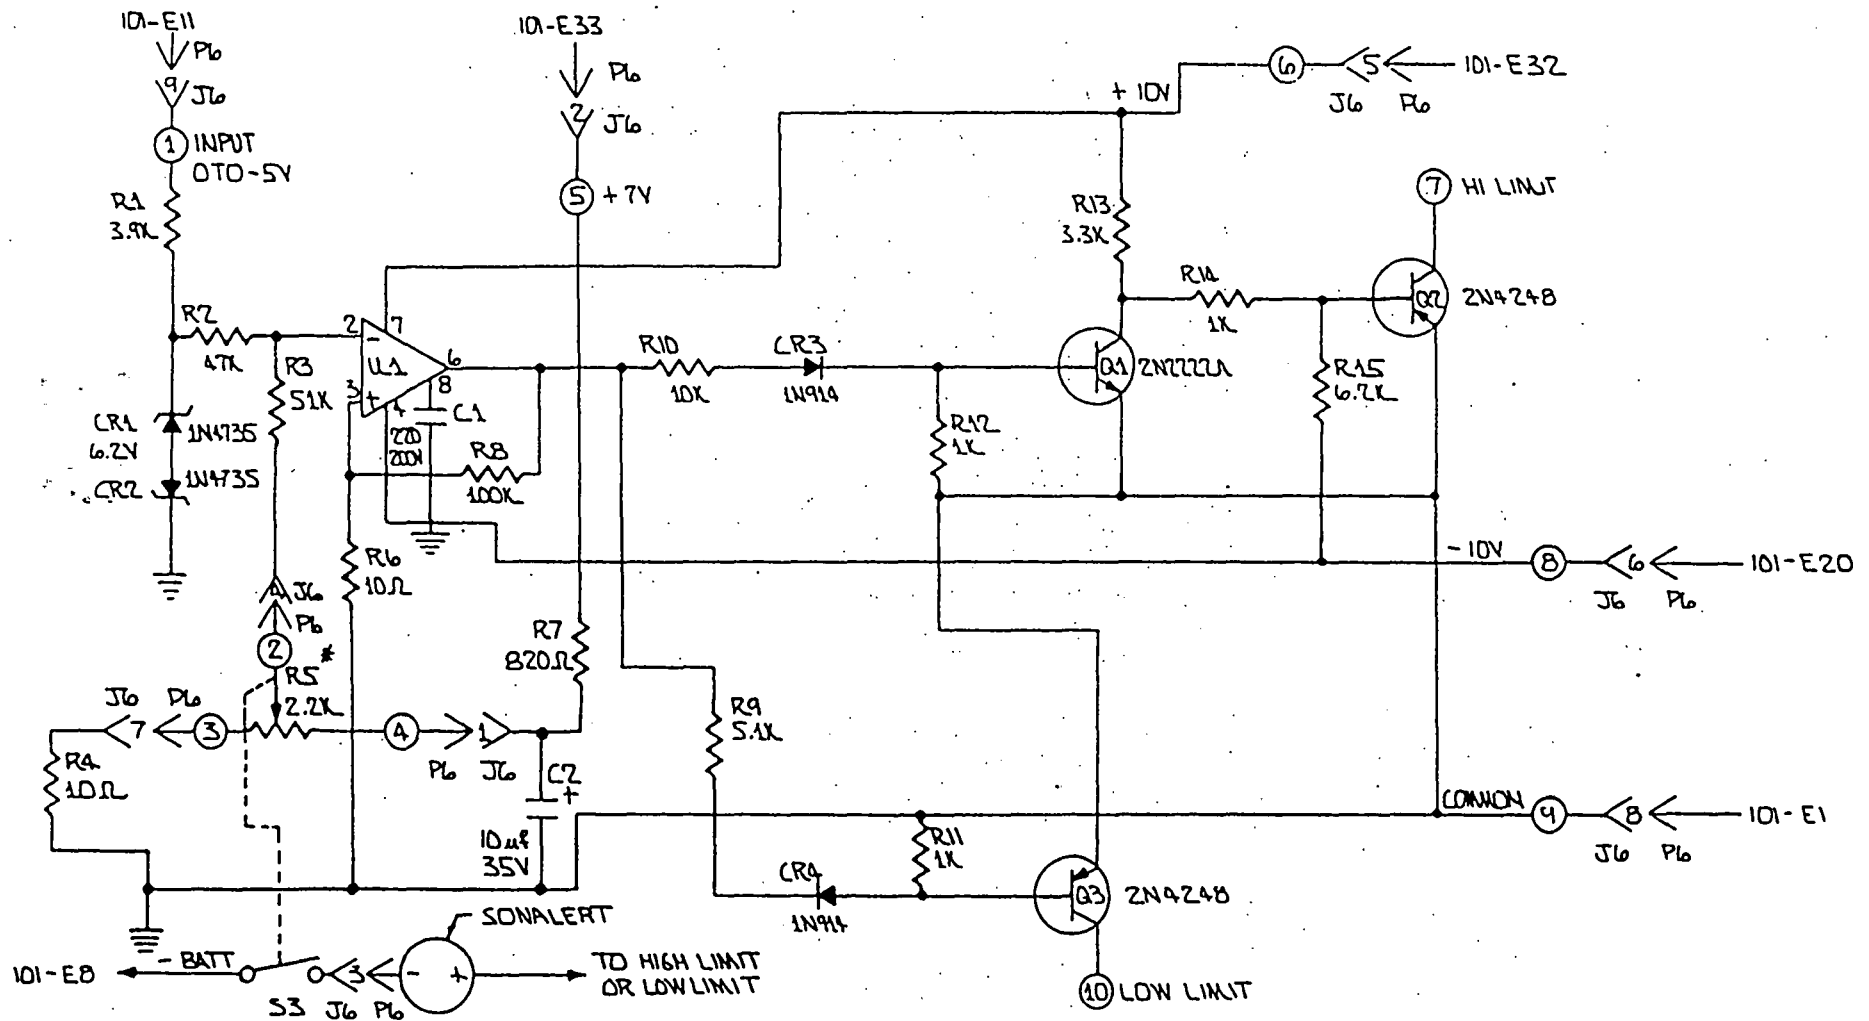 101-E11
P6
9
J6
1 INPUT
0 TO -5V
R1
3.9K
R2
47K
R3
51K
CR1
6.2V
1N4735
CR2
1N4735
101-E33
P6
2
J6
5 +7V
2
-
7
U1
6
3
+
4
8
C1
220
200V
R8
100K
R6
10Ω
R7
820Ω
4
J6
P6
2
R5*
2.2K
J6 P6
7
3
4
1
P6 J6
R4
10Ω
C2
+
10uf
35V
R10
10K
CR3
1N914
R12
1K
Q1
2N2222A
+10V
6
5
101-E32
J6 P6
R13
3.3K
R14
1K
R15
6.2K
7 HI LIMIT
Q2
2N4248
-10V
8
6
101-E20
J6 P6
R9
5.1K
CR4
1N914
R11
1K
Q3
2N4248
10 LOW LIMIT
COMMON
9
8
101-E1
J6 P6
SONALERT
101-E8
-BATT
S3
3
J6 P6
- +
TO HIGH LIMIT
OR LOW LIMIT